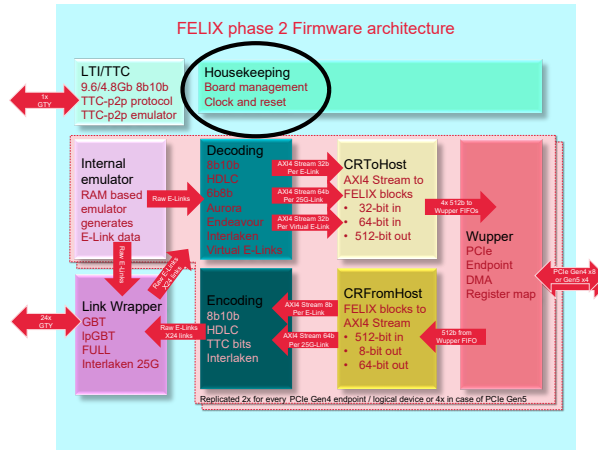 FELIX phase 2 Firmware architecture
LTI/TTC
9.6/4.8Gb 8b10b
TTC-p2p protocol
TTC-p2p emulator
Housekeeping
Board management
Clock and reset
1x
GTY
Internal
emulator
RAM based
emulator
generates
E-Link data
Raw E-Links
Decoding
8b10b
HDLC
6b8b
Aurora
Endeavour
Interlaken
Virtual E-Links
AXI4 Stream 32b
Per E-Link
AXI4 Stream 64b
Per 25G-Link
AXI4 Stream 32b
Per Virtual E-Link
CRToHost
AXI4 Stream to
FELIX blocks
• 32-bit in
• 64-bit in
• 512-bit out
4x 512b to
Wupper FIFOs
Wupper
PCIe
Endpoint
DMA
Register map
PCIe Gen4 x8
or Gen5 x4
Raw E-Links
Raw E-Links
X24 links
Link Wrapper
GBT
lpGBT
FULL
Interlaken 25G
24x
GTY
Raw E-Links
X24 links
Encoding
8b10b
HDLC
TTC bits
Interlaken
AXI4 Stream 8b
Per E-Link
AXI4 Stream 64b
Per 25G-Link
CRFromHost
FELIX blocks to
AXI4 Stream
• 512-bit in
• 8-bit out
• 64-bit out
512b from
Wupper FIFO
Replicated 2x for every PCIe Gen4 endpoint / logical device or 4x in case of PCIe Gen5